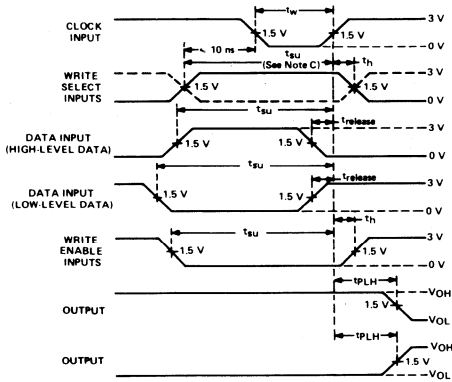 CLOCK
INPUT
tw
1.5 V
1.5 V
3 V
0 V
10 ns
tsu
(See Note C)
th
WRITE
SELECT
INPUTS
1.5 V
1.5 V
3 V
0 V
tsu
trelease
DATA INPUT
(HIGH-LEVEL DATA)
1.5 V
1.5 V
3 V
0 V
tsu
trelease
DATA INPUT
(LOW-LEVEL DATA)
1.5 V
1.5 V
3 V
0 V
tsu
th
WRITE
ENABLE
INPUTS
1.5 V
1.5 V
3 V
0 V
tPLH
OUTPUT
1.5 V
VOH
VOL
tPLH
OUTPUT
1.5 V
VOH
VOL